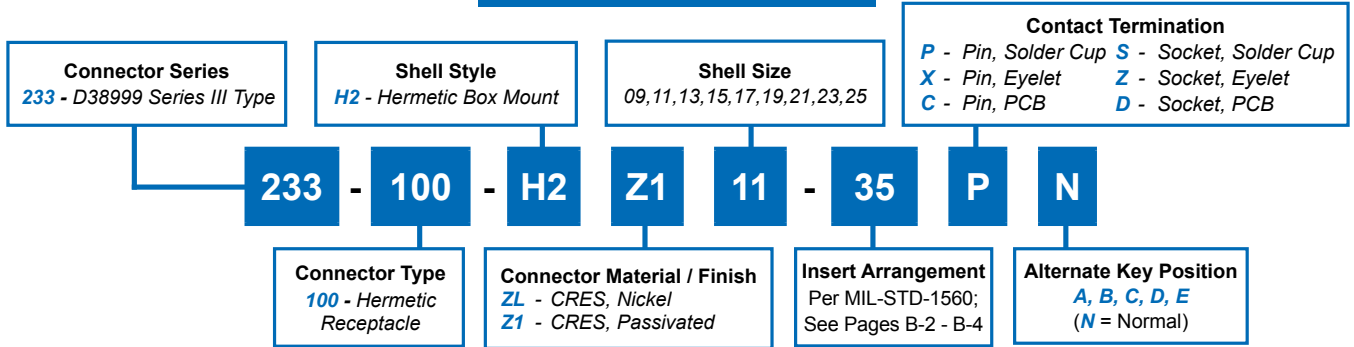 Connector Series
233 - D38999 Series III Type
Shell Style
H2 - Hermetic Box Mount
Shell Size
09,11,13,15,17,19,21,23,25
Contact Termination
P - Pin, Solder Cup S - Socket, Solder Cup
X - Pin, Eyelet Z - Socket, Eyelet
C - Pin, PCB D - Socket, PCB
233 - 100 - H2 Z1 11 - 35 P N
Connector Type
100 - Hermetic
Receptacle
Connector Material / Finish
ZL - CRES, Nickel
Z1 - CRES, Passivated
Insert Arrangement
Per MIL-STD-1560;
See Pages B-2 - B-4
Alternate Key Position
A, B, C, D, E
(N = Normal)